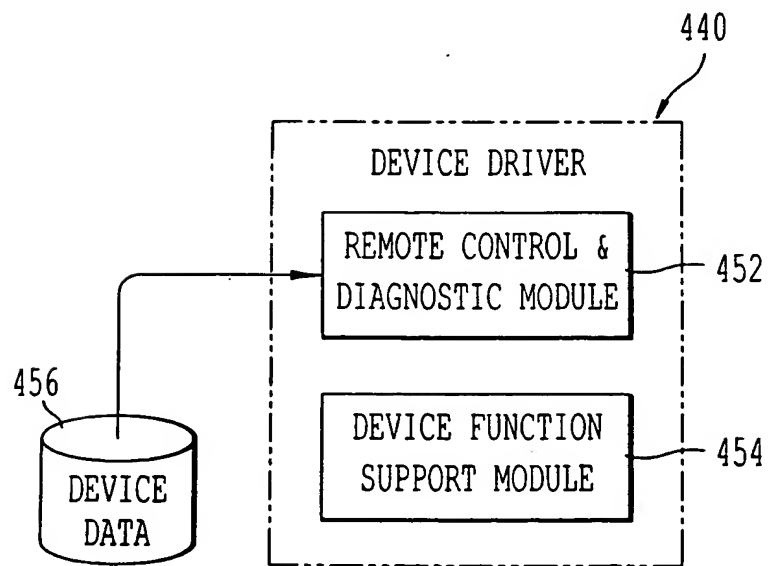 440
DEVICE DRIVER
REMOTE CONTROL &
DIAGNOSTIC MODULE
452
456
DEVICE FUNCTION
SUPPORT MODULE
454
DEVICE
DATA